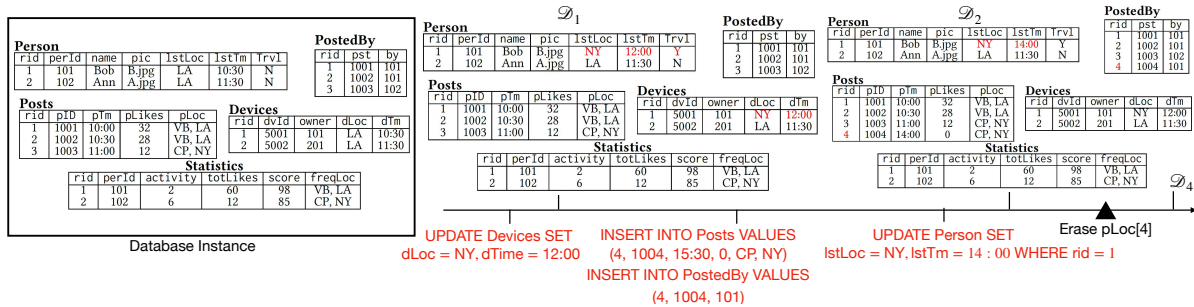 Person
rid perId name pic lstLoc lstTm Trvl
1 101 Bob B.jpg LA 10:30 N
2 102 Ann A.jpg LA 11:30 N
PostedBy
rid pst by
1 1001 101
2 1002 101
3 1003 102
Posts
rid pID pTm pLikes pLoc
1 1001 10:00 32 VB, LA
2 1002 10:30 28 VB, LA
3 1003 11:00 12 CP, NY
Devices
rid dvId owner dLoc dTm
1 5001 101 LA 10:30
2 5002 201 LA 11:30
Statistics
rid perId activity totLikes score freqLoc
1 101 2 60 98 VB, LA
2 102 6 12 85 CP, NY
Database Instance
𝒟1
Person
rid perId name pic lstLoc lstTm Trvl
1 101 Bob B.jpg NY 12:00 Y
2 102 Ann A.jpg LA 11:30 N
PostedBy
rid pst by
1 1001 101
2 1002 101
3 1003 102
Posts
rid pID pTm pLikes pLoc
1 1001 10:00 32 VB, LA
2 1002 10:30 28 VB, LA
3 1003 11:00 12 CP, NY
Devices
rid dvId owner dLoc dTm
1 5001 101 NY 12:00
2 5002 201 LA 11:30
Statistics
rid perId activity totLikes score freqLoc
1 101 2 60 98 VB, LA
2 102 6 12 85 CP, NY
𝒟2
Person
rid perId name pic lstLoc lstTm Trvl
1 101 Bob B.jpg NY 14:00 Y
2 102 Ann A.jpg LA 11:30 N
PostedBy
rid pst by
1 1001 101
2 1002 101
3 1003 102
4 1004 101
Posts
rid pID pTm pLikes pLoc
1 1001 10:00 32 VB, LA
2 1002 10:30 28 VB, LA
3 1003 11:00 12 CP, NY
4 1004 14:00 0 CP, NY
Devices
rid dvId owner dLoc dTm
1 5001 101 NY 12:00
2 5002 201 LA 11:30
Statistics
rid perId activity totLikes score freqLoc
1 101 2 60 98 VB, LA
2 102 6 12 85 CP, NY
𝒟4
Erase pLoc[4]
UPDATE Devices SET
dLoc = NY, dTime = 12:00
INSERT INTO Posts VALUES
(4, 1004, 15:30, 0, CP, NY)
INSERT INTO PostedBy VALUES
(4, 1004, 101)
UPDATE Person SET
lstLoc = NY, lstTm = 14 : 00 WHERE rid = 1